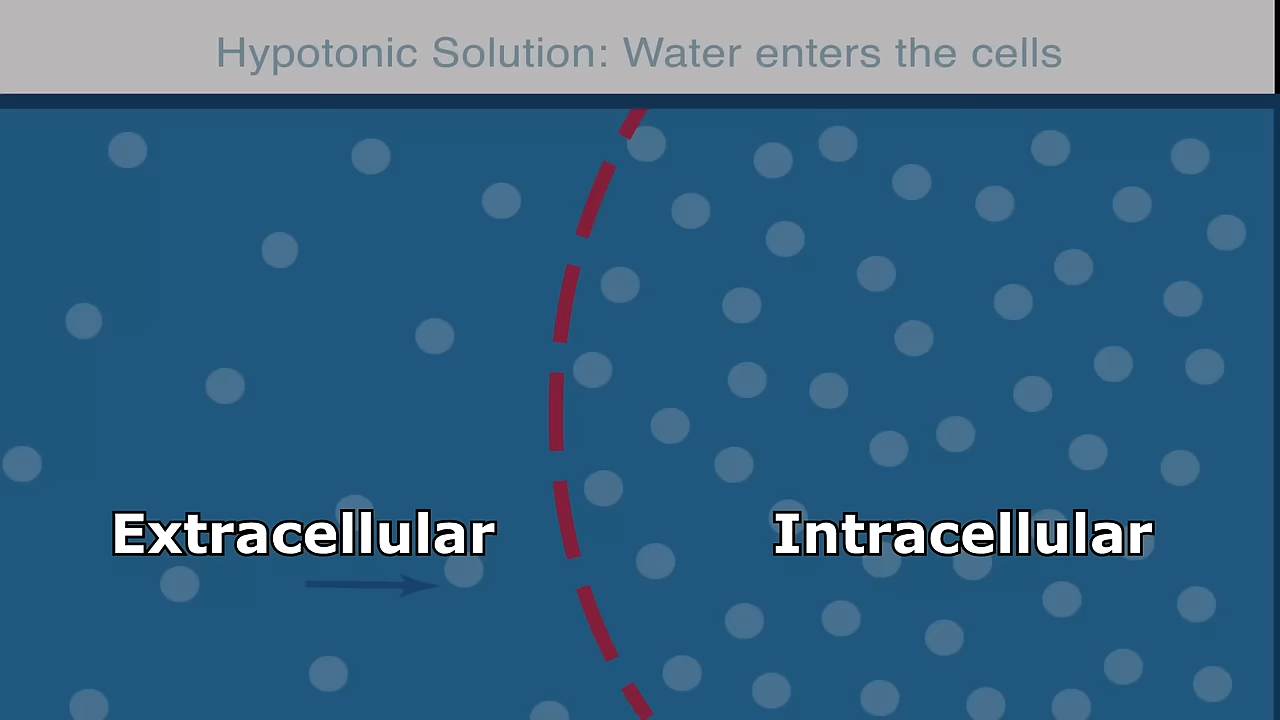 Hypotonic Solution: Water enters the cells
Extracellular
Intracellular